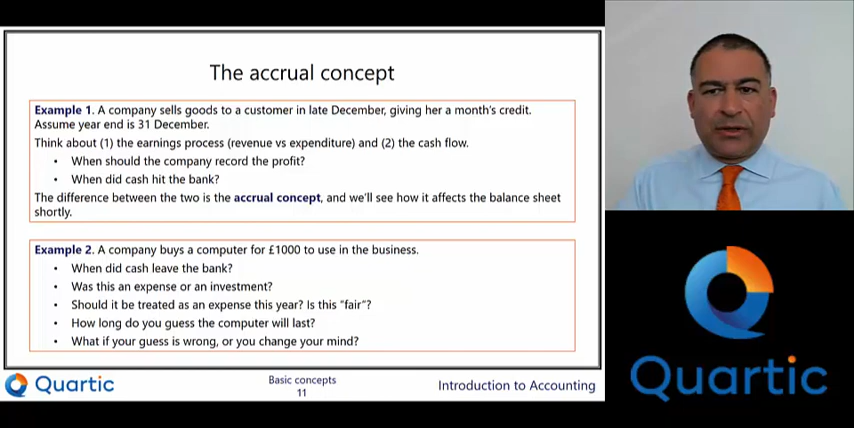 The accrual concept
Example 1. A company sells goods to a customer in late December, giving her a month's credit.
Assume year end is 31 December.
Think about (1) the earnings process (revenue vs expenditure) and (2) the cash flow.
• When should the company record the profit?
• When did cash hit the bank?
The difference between the two is the accrual concept, and we'll see how it affects the balance sheet
shortly.
Example 2. A company buys a computer for £1000 to use in the business.
• When did cash leave the bank?
• Was this an expense or an investment?
• Should it be treated as an expense this year? Is this "fair"?
• How long do you guess the computer will last?
• What if your guess is wrong, or you change your mind?
Quartic
Basic concepts
11
Introduction to Accounting
Quartic